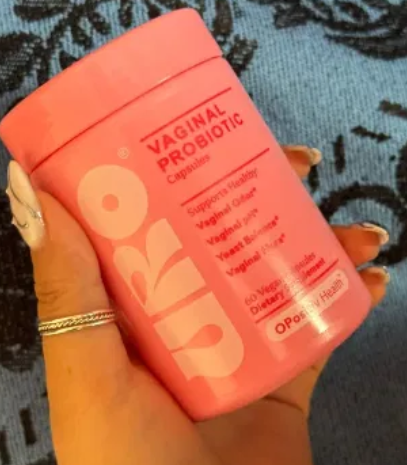 URO®
VAGINAL
PROBIOTIC
Capsules
Supports Healthy
Vaginal Odor*
Vaginal pH*
Yeast Balance*
Vaginal Flora*
60 Vegan Capsules
Dietary Supplement
Health